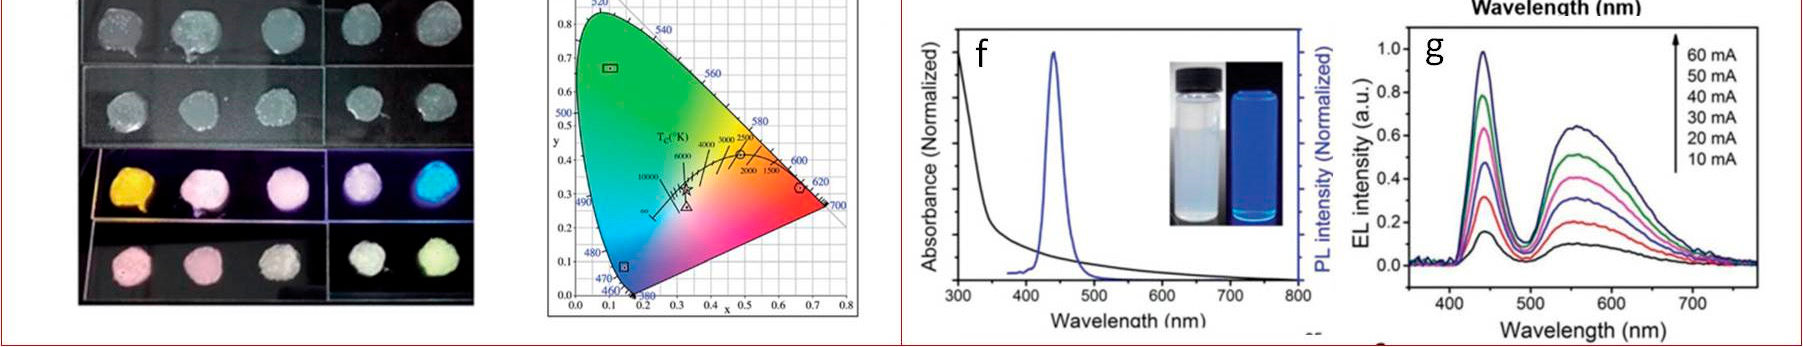 Wavelength (nm)
520
0.8
540
0.7
560
0.6
500
0.5
580
y
T_C(°K)
4000
3000
2500
0.4
6000
600
10000
2000
1500
620
0.3
490
∞
700
0.2
480
0.1
470
460
380
0.0
0.0 0.1 0.2 0.3 0.4 0.5 0.6 0.7 0.8
x
f
Absorbance (Normalized)
PL intensity (Normalized)
300 400 500 600 700 800
Wavelength (nm)
g
EL intensity (a.u.)
1.0
0.8
0.6
0.4
0.2
0.0
60 mA
50 mA
40 mA
30 mA
20 mA
10 mA
400 500 600 700
Wavelength (nm)